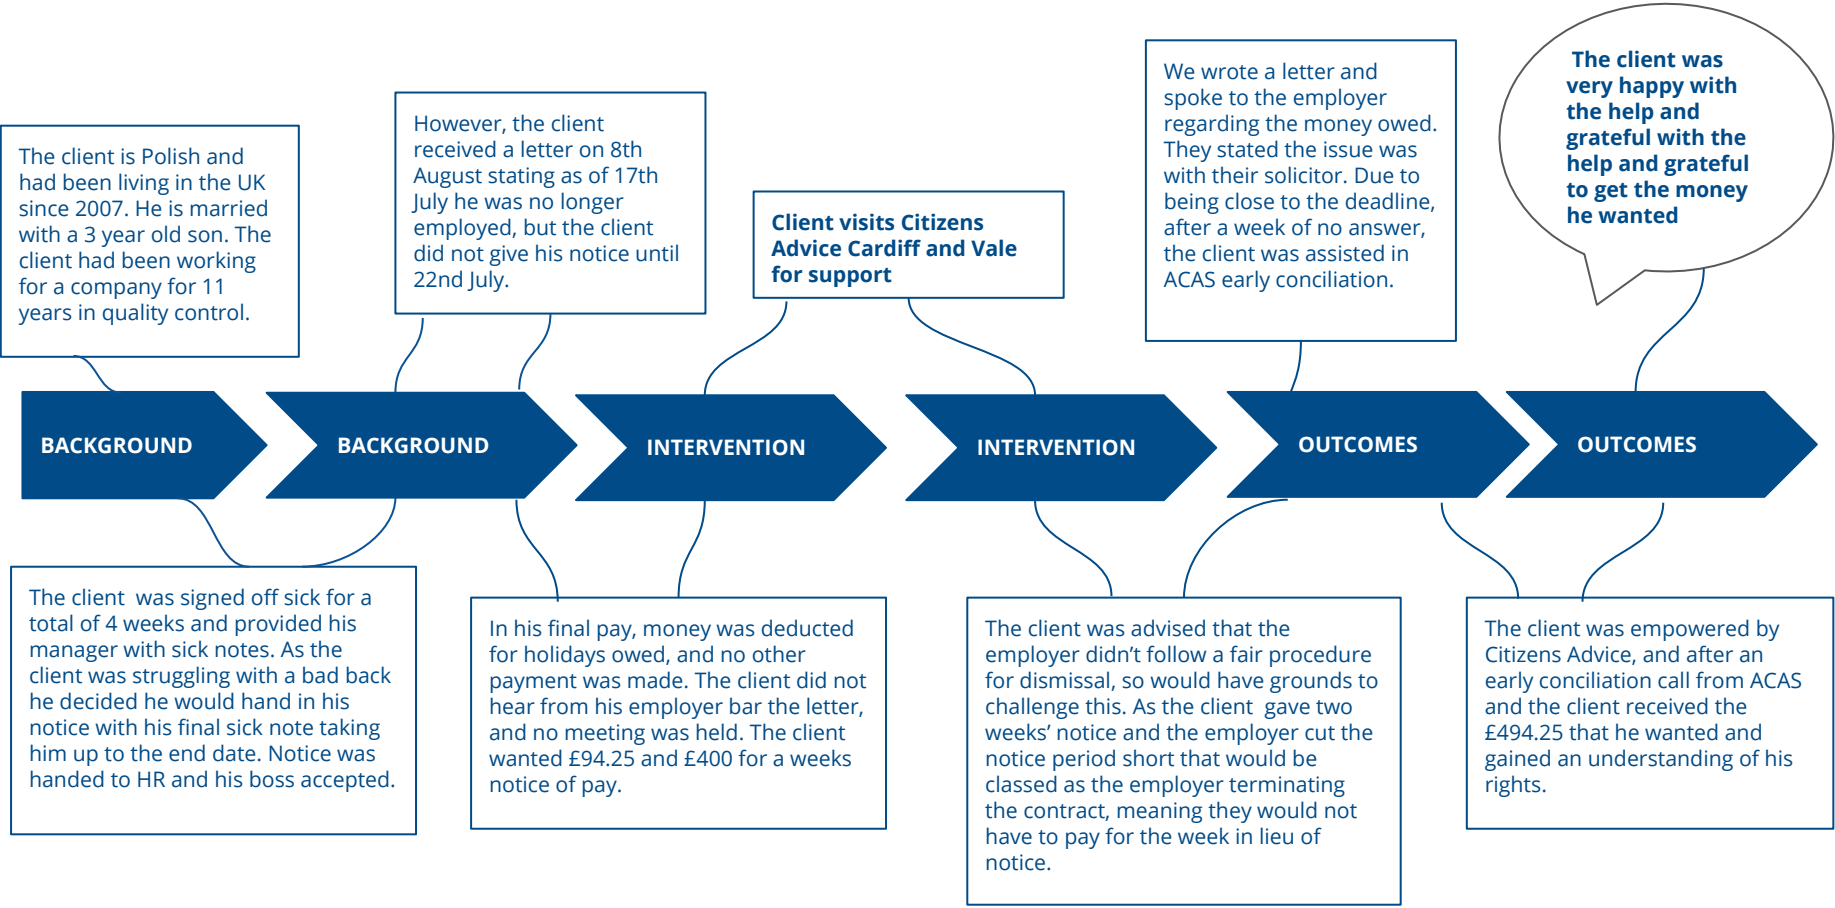 The client is Polish and
had been living in the UK
since 2007. He is married
with a 3 year old son. The
client had been working
for a company for 11
years in quality control.
However, the client
received a letter on 8th
August stating as of 17th
July he was no longer
employed, but the client
did not give his notice until
22nd July.
Client visits Citizens
Advice Cardiff and Vale
for support
We wrote a letter and
spoke to the employer
regarding the money owed.
They stated the issue was
with their solicitor. Due to
being close to the deadline,
after a week of no answer,
the client was assisted in
ACAS early conciliation.
The client was
very happy with
the help and
grateful with the
help and grateful
to get the money
he wanted
BACKGROUND
BACKGROUND
INTERVENTION
INTERVENTION
OUTCOMES
OUTCOMES
The client was signed off sick for a
total of 4 weeks and provided his
manager with sick notes. As the
client was struggling with a bad back
he decided he would hand in his
notice with his final sick note taking
him up to the end date. Notice was
handed to HR and his boss accepted.
In his final pay, money was deducted
for holidays owed, and no other
payment was made. The client did not
hear from his employer bar the letter,
and no meeting was held. The client
wanted £94.25 and £400 for a weeks
notice of pay.
The client was advised that the
employer didn’t follow a fair procedure
for dismissal, so would have grounds to
challenge this. As the client gave two
weeks’ notice and the employer cut the
notice period short that would be
classed as the employer terminating
the contract, meaning they would not
have to pay for the week in lieu of
notice.
The client was empowered by
Citizens Advice, and after an
early conciliation call from ACAS
and the client received the
£494.25 that he wanted and
gained an understanding of his
rights.